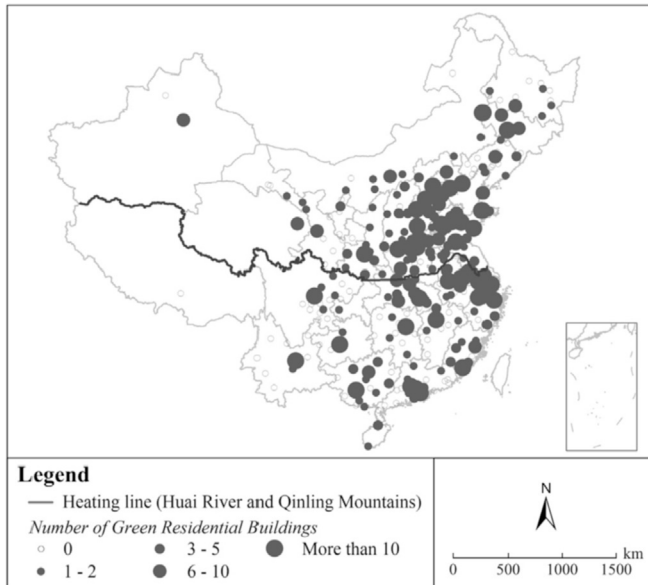 Legend
Heating line (Huai River and Qinling Mountains)
Number of Green Residential Buildings
0 3 - 5 More than 10
1 - 2 6 - 10
N
km
0 500 1000 1500